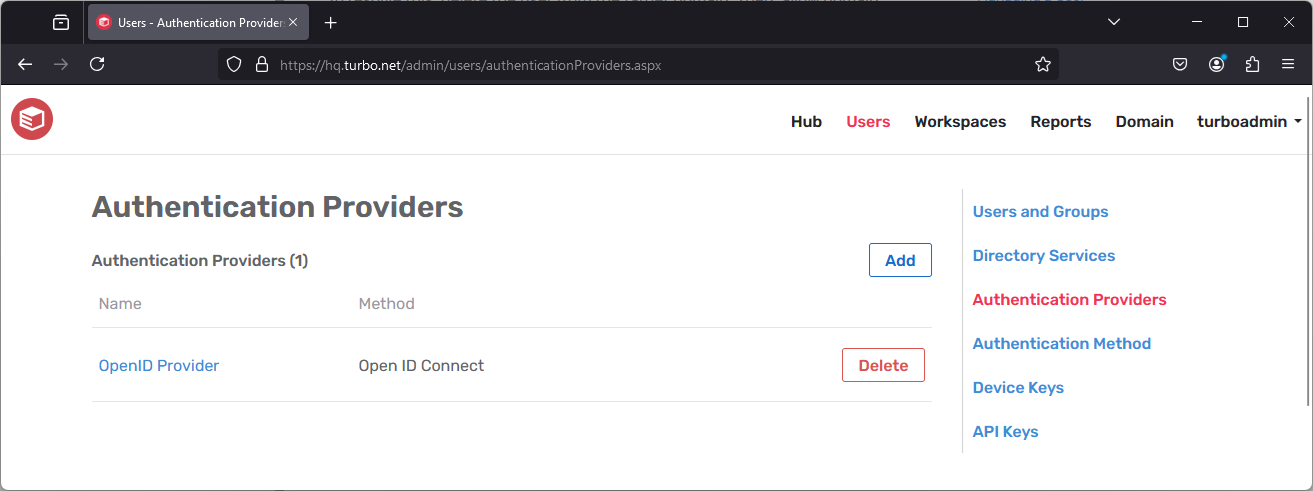 Users - Authentication Providers
https://hq.turbo.net/admin/users/authenticationProviders.aspx
Hub Users Workspaces Reports Domain turboadmin
Authentication Providers
Authentication Providers (1) Add
Name Method
OpenID Provider Open ID Connect Delete
Users and Groups
Directory Services
Authentication Providers
Authentication Method
Device Keys
API Keys